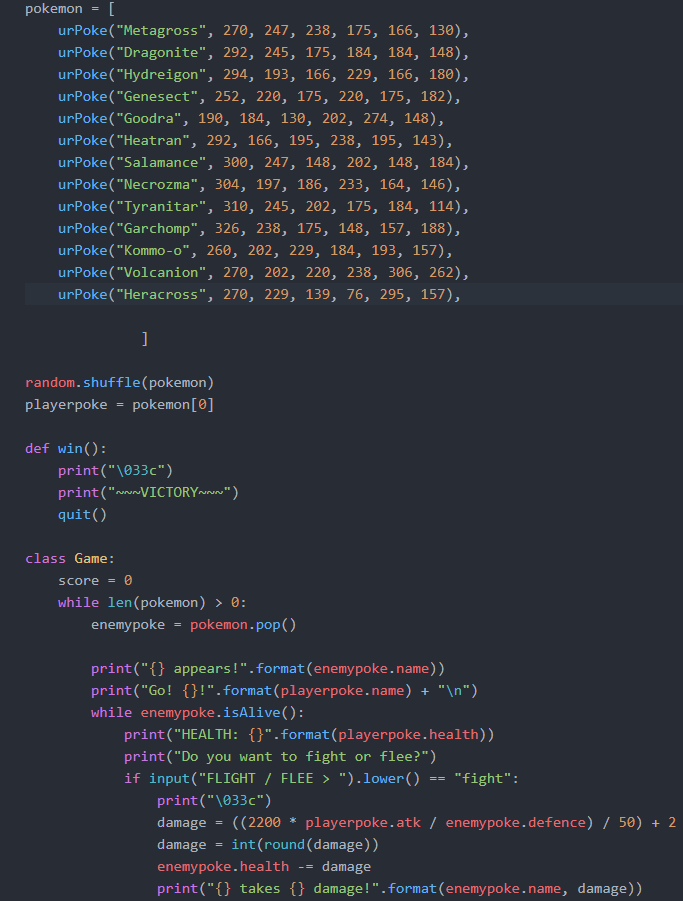 pokemon = [
    urPoke("Metagross", 270, 247, 238, 175, 166, 130),
    urPoke("Dragonite", 292, 245, 175, 184, 184, 148),
    urPoke("Hydreigon", 294, 193, 166, 229, 166, 180),
    urPoke("Genesect", 252, 220, 175, 220, 175, 182),
    urPoke("Goodra", 190, 184, 130, 202, 274, 148),
    urPoke("Heatran", 292, 166, 195, 238, 195, 143),
    urPoke("Salamance", 300, 247, 148, 202, 148, 184),
    urPoke("Necrozma", 304, 197, 186, 233, 164, 146),
    urPoke("Tyranitar", 310, 245, 202, 175, 184, 114),
    urPoke("Garchomp", 326, 238, 175, 148, 157, 188),
    urPoke("Kommo-o", 260, 202, 229, 184, 193, 157),
    urPoke("Volcanion", 270, 202, 220, 238, 306, 262),
    urPoke("Heracross", 270, 229, 139, 76, 295, 157),
              ]
random.shuffle(pokemon)
playerpoke = pokemon[0]
def win():
    print("\033c")
    print("~~~VICTORY~~~")
    quit()
class Game:
    score = 0
    while len(pokemon) > 0:
        enemypoke = pokemon.pop()
        print("{} appears!".format(enemypoke.name))
        print("Go! {}!".format(playerpoke.name) + "\n")
        while enemypoke.isAlive():
            print("HEALTH: {}".format(playerpoke.health))
            print("Do you want to fight or flee?")
            if input("FLIGHT / FLEE > ").lower() == "fight":
                print("\033c")
                damage = ((2200 * playerpoke.atk / enemypoke.defence) / 50) + 2
                damage = int(round(damage))
                enemypoke.health -= damage
                print("{} takes {} damage!".format(enemypoke.name, damage))